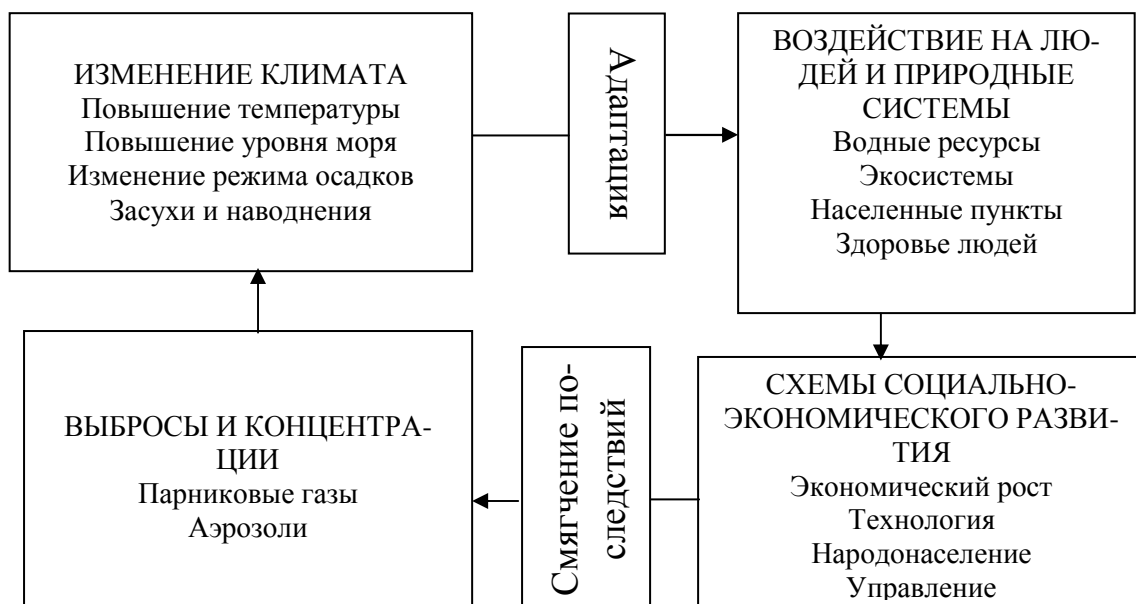 ИЗМЕНЕНИЕ КЛИМАТА
Повышение температуры
Повышение уровня моря
Изменение режима осадков
Засухи и наводнения
Адаптация
ВОЗДЕЙСТВИЕ НА ЛЮ-
ДЕЙ И ПРИРОДНЫЕ
СИСТЕМЫ
Водные ресурсы
Экосистемы
Населенные пункты
Здоровье людей
ВЫБРОСЫ И КОНЦЕНТРА-
ЦИИ
Парниковые газы
Аэрозоли
Смягчение по-
следствий
СХЕМЫ СОЦИАЛЬНО-
ЭКОНОМИЧЕСКОГО РАЗВИ-
ТИЯ
Экономический рост
Технология
Народонаселение
Управление